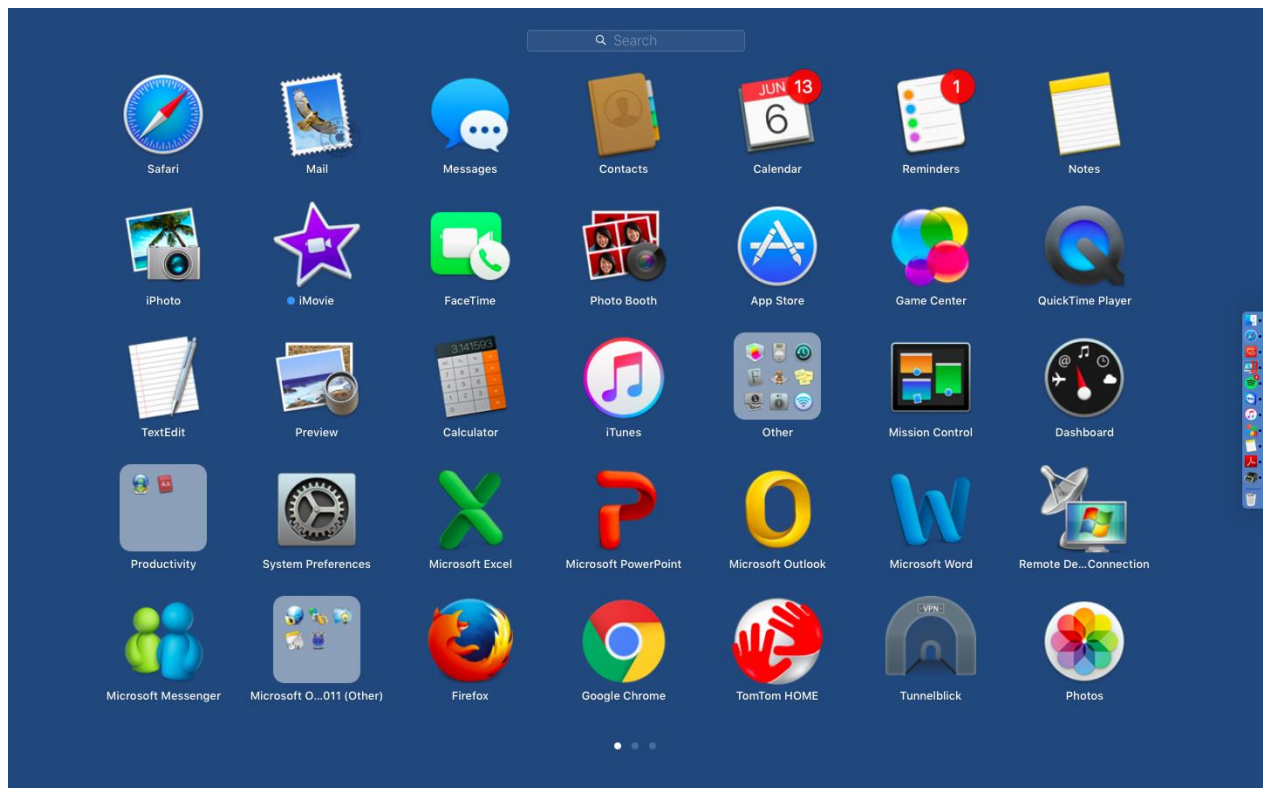 Search
JUN 13
6
1
Safari Mail Messages Contacts Calendar Reminders Notes
iPhoto iMovie FaceTime Photo Booth App Store Game Center QuickTime Player
3.141593
TextEdit Preview Calculator iTunes Other Mission Control Dashboard
Productivity System Preferences Microsoft Excel Microsoft PowerPoint Microsoft Outlook Microsoft Word Remote De...Connection
VPN
Microsoft Messenger Microsoft O...011 (Other) Firefox Google Chrome TomTom HOME Tunnelblick Photos